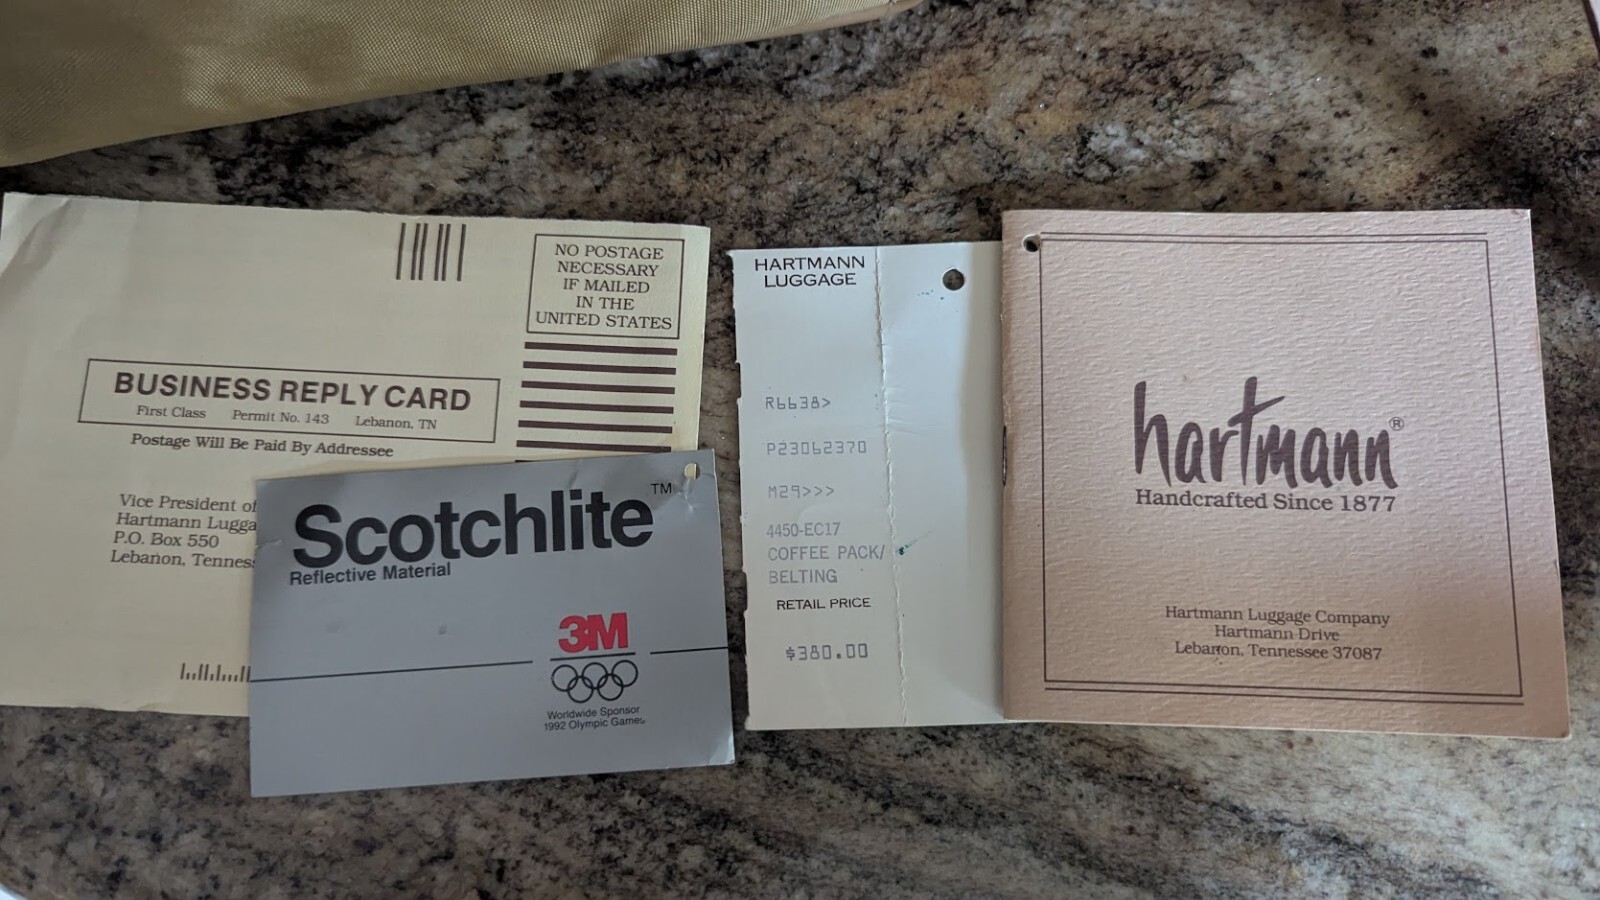 NO POSTAGE
NECESSARY
IF MAILED
IN THE
UNITED STATES
BUSINESS REPLY CARD
First Class Permit No. 143 Lebanon, TN
Postage Will Be Paid By Addressee
Vice President of
Hartmann Lugga
P.O. Box 550
Lebanon, Tennes
Scotchlite™
Reflective Material
3M
Worldwide Sponsor
1992 Olympic Games
HARTMANN
LUGGAGE
R6638>
P23062370
M29>>>
4450-EC17
COFFEE PACK/
BELTING
RETAIL PRICE
$380.00
hartmann®
Handcrafted Since 1877
Hartmann Luggage Company
Hartmann Drive
Lebanon, Tennessee 37087